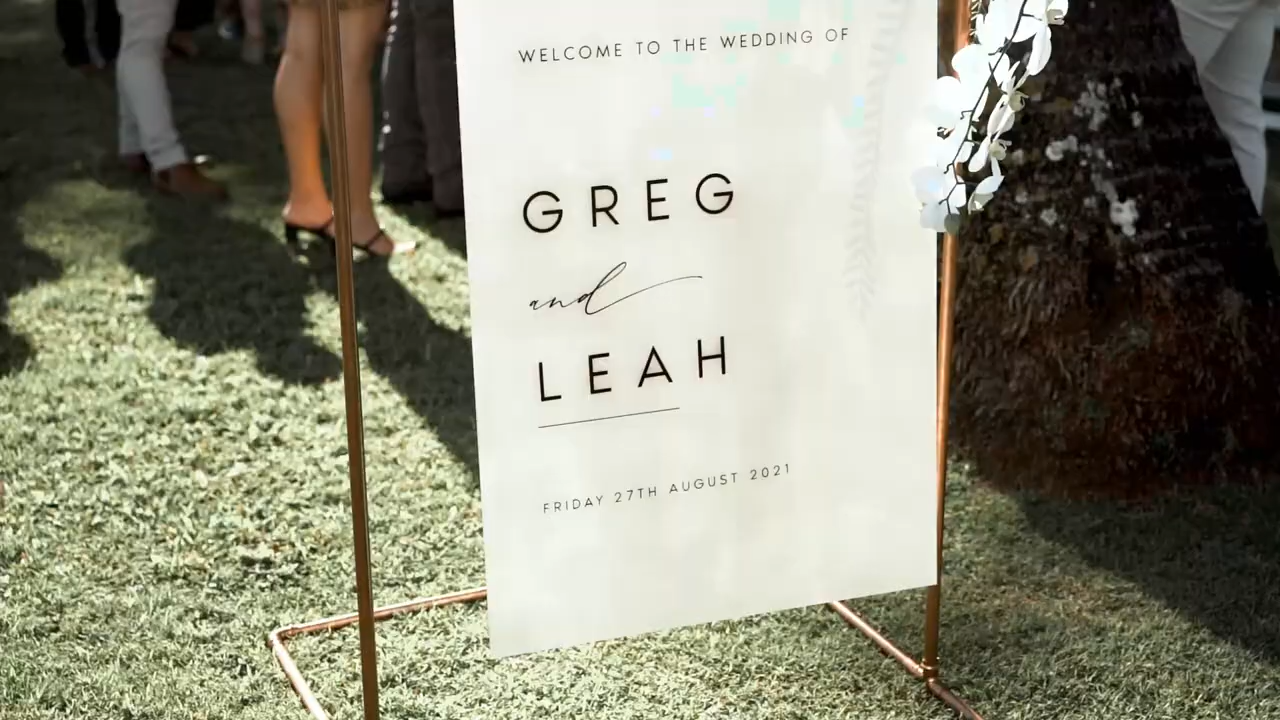 WELCOME TO THE WEDDING OF
GREG
and
LEAH
FRIDAY 27TH AUGUST 2021